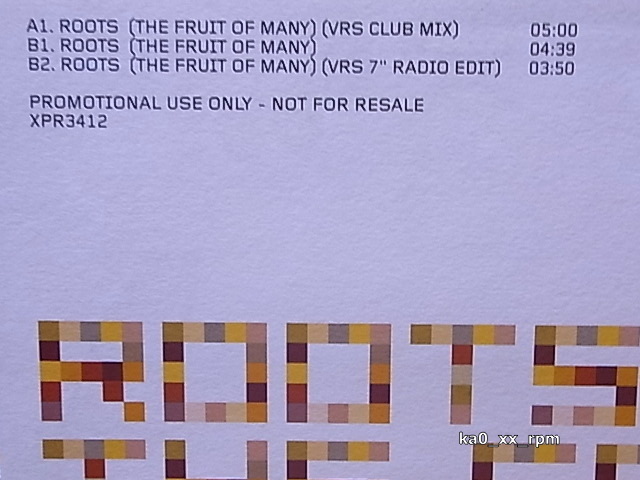 A1. ROOTS (THE FRUIT OF MANY) (VRS CLUB MIX) 05:00
B1. ROOTS (THE FRUIT OF MANY) 04:39
B2. ROOTS (THE FRUIT OF MANY) (VRS 7" RADIO EDIT) 03:50
PROMOTIONAL USE ONLY - NOT FOR RESALE
XPR3412
ROOTS
ka0_xx_rpm